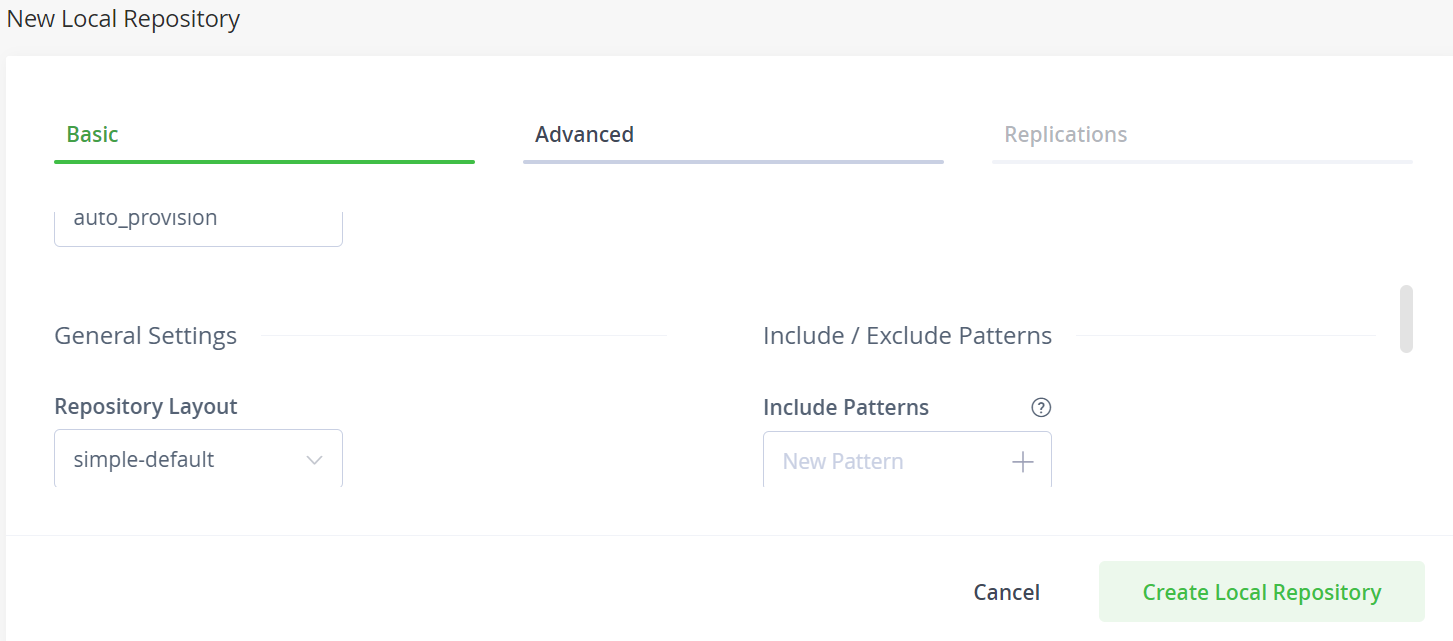 New Local Repository
Basic
Advanced
Replications
auto_provision
General Settings
Include / Exclude Patterns
Repository Layout
Include Patterns
?
simple-default
New Pattern
Cancel
Create Local Repository